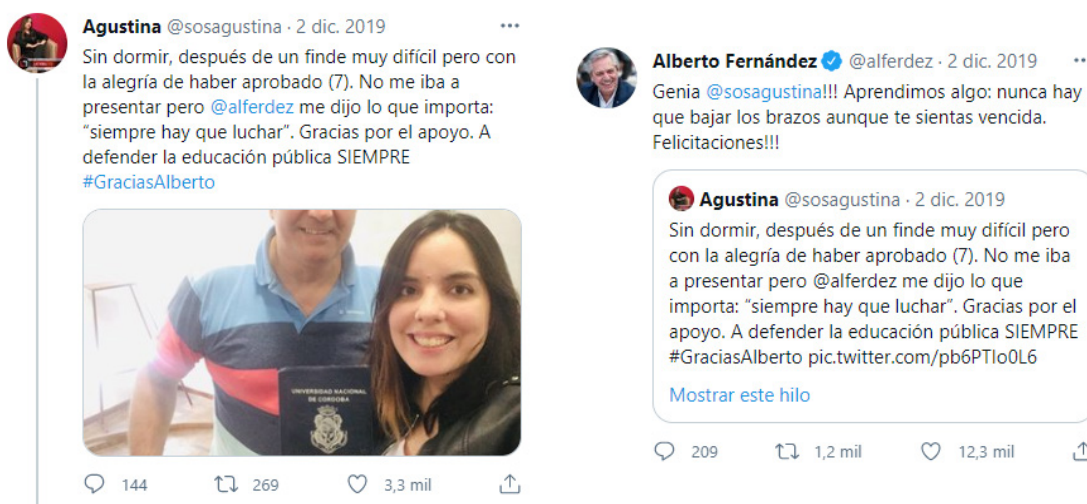 Agustina @sosagustina · 2 dic. 2019
Sin dormir, después de un finde muy difícil pero con
la alegría de haber aprobado (7). No me iba a
presentar pero @alferdez me dijo lo que importa:
“siempre hay que luchar”. Gracias por el apoyo. A
defender la educación pública SIEMPRE
#GraciasAlberto
UNIVERSIDAD NACIONAL
DE CORDOBA
144 269 3,3 mil
Alberto Fernández @alferdez · 2 dic. 2019
Genia @sosagustina!!! Aprendimos algo: nunca hay
que bajar los brazos aunque te sientas vencida.
Felicitaciones!!!
Agustina @sosagustina · 2 dic. 2019
Sin dormir, después de un finde muy difícil pero
con la alegría de haber aprobado (7). No me iba
a presentar pero @alferdez me dijo lo que
importa: “siempre hay que luchar”. Gracias por el
apoyo. A defender la educación pública SIEMPRE
#GraciasAlberto pic.twitter.com/pb6PTIo0L6
Mostrar este hilo
209 1,2 mil 12,3 mil